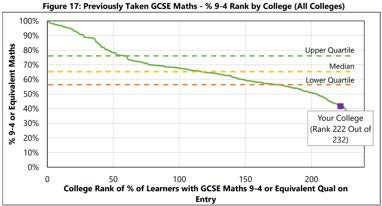 Figure 17: Previously Taken GCSE Maths - % 9-4 Rank by College (All Colleges)
% 9-4 or Equivalent Maths
100%
90%
80%
70%
60%
50%
40%
30%
20%
10%
0%
Upper Quartile
Median
Lower Quartile
Your College
(Rank 222 Out of
232)
0
50
100
150
200
College Rank of % of Learners with GCSE Maths 9-4 or Equivalent Qual on
Entry